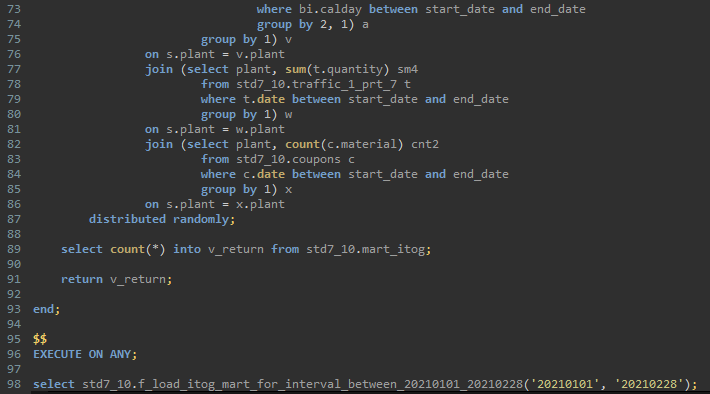 73 where bi.calday between start_date and end_date
74 group by 2, 1) a
75 group by 1) v
76 on s.plant = v.plant
77 join (select plant, sum(t.quantity) sm4
78 from std7_10.traffic_1_prt_7 t
79 where t.date between start_date and end_date
80 group by 1) w
81 on s.plant = w.plant
82 join (select plant, count(c.material) cnt2
83 from std7_10.coupons c
84 where c.date between start_date and end_date
85 group by 1) x
86 on s.plant = x.plant
87 distributed randomly;
88
89 select count(*) into v_return from std7_10.mart_itog;
90
91 return v_return;
92
93 end;
94
95 $$
96 EXECUTE ON ANY;
97
98 select std7_10.f_load_itog_mart_for_interval_between_20210101_20210228('20210101', '20210228');